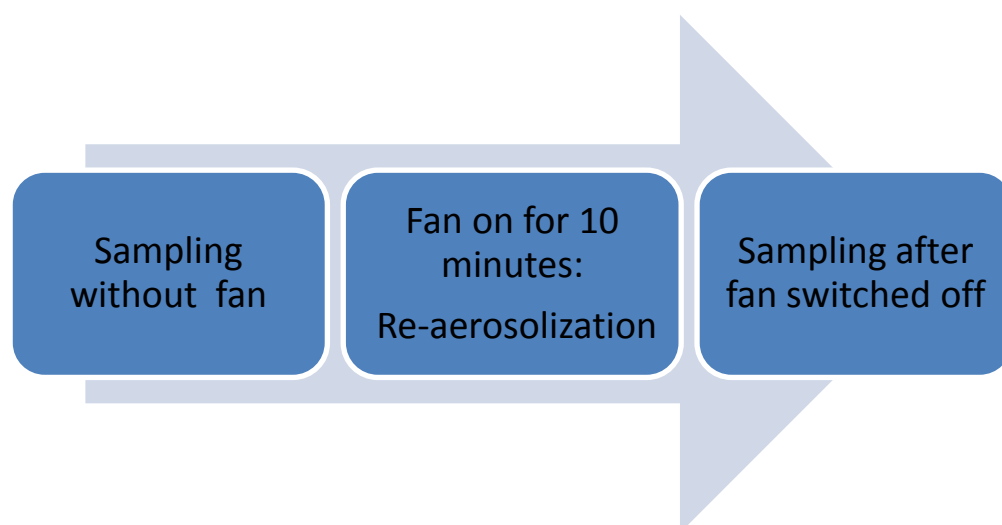 Sampling
without  fan
Fan on for 10
minutes:
Re-aerosolization
Sampling after
fan switched off